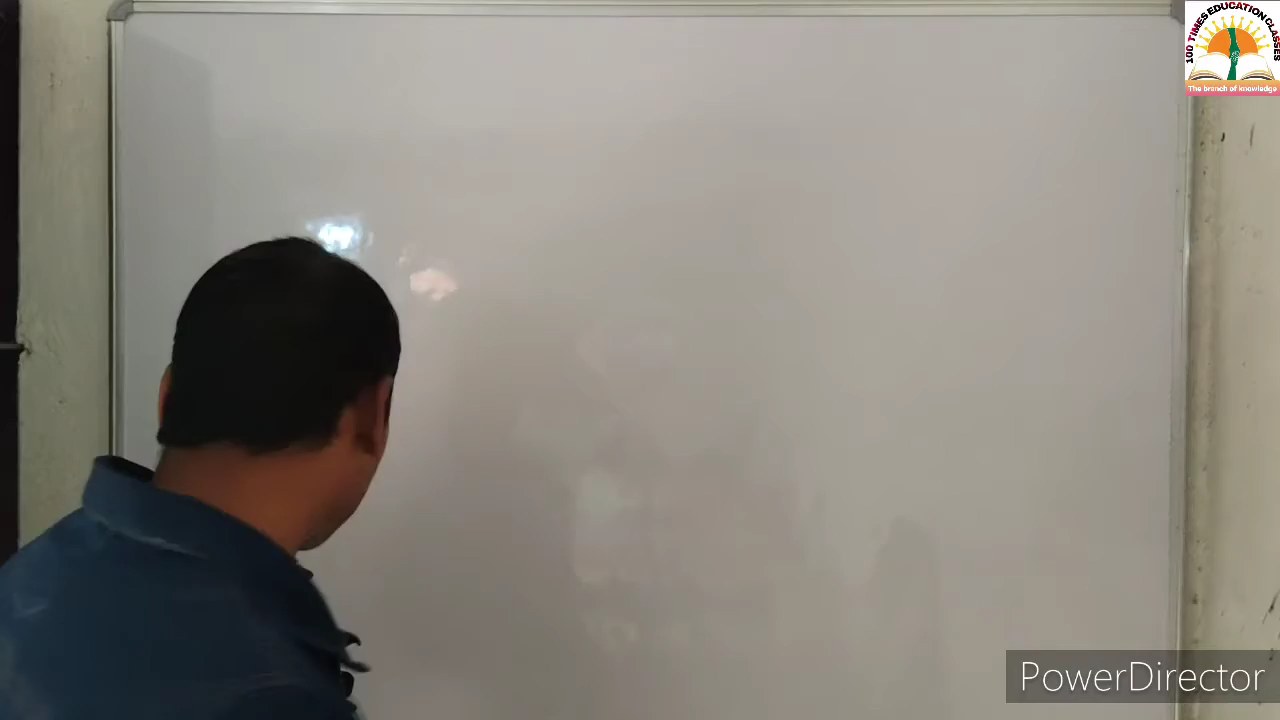 100 TIMES EDUCATION CLASSES
The branch of knowledge
PowerDirector